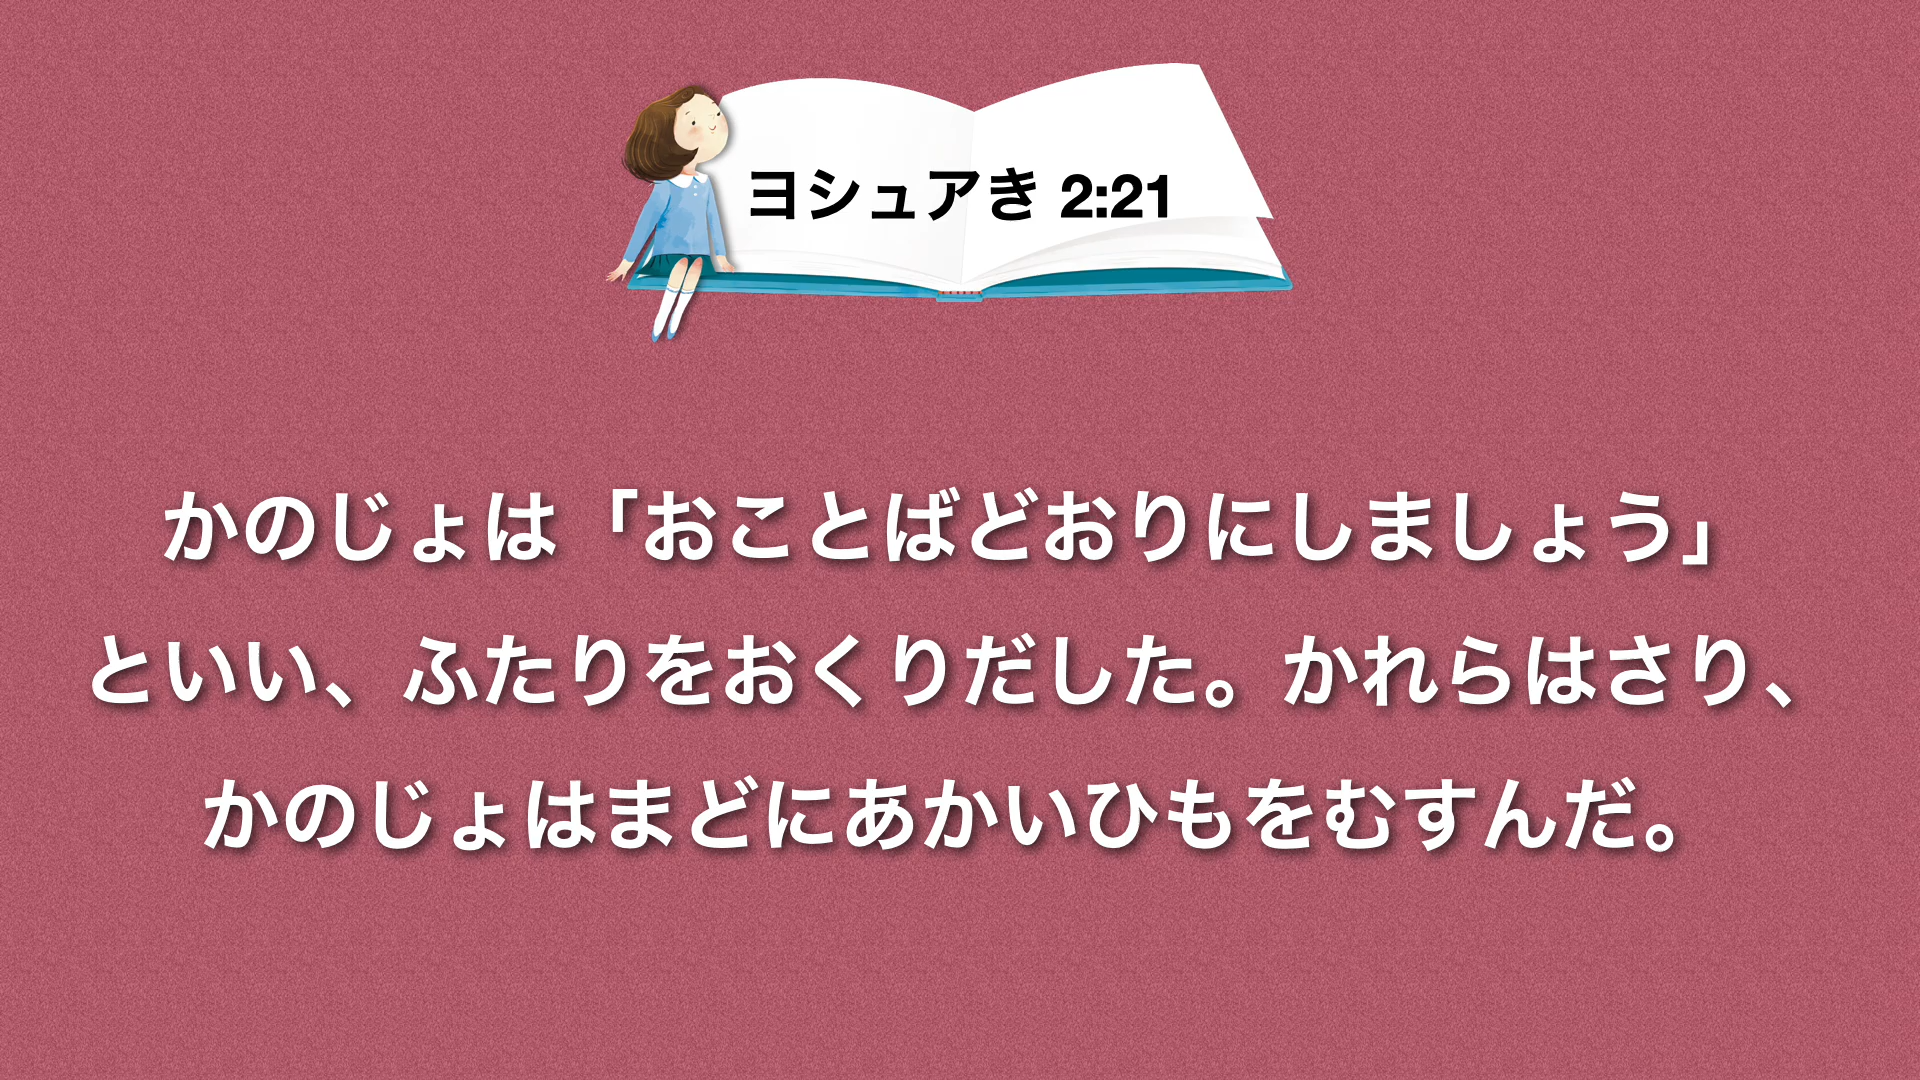 ヨシュアき 2:21
かのじょは「おことばどおりにしましょう」
といい、ふたりをおくりだした。かれらはさり、
かのじょはまどにあかいひもをむすんだ。